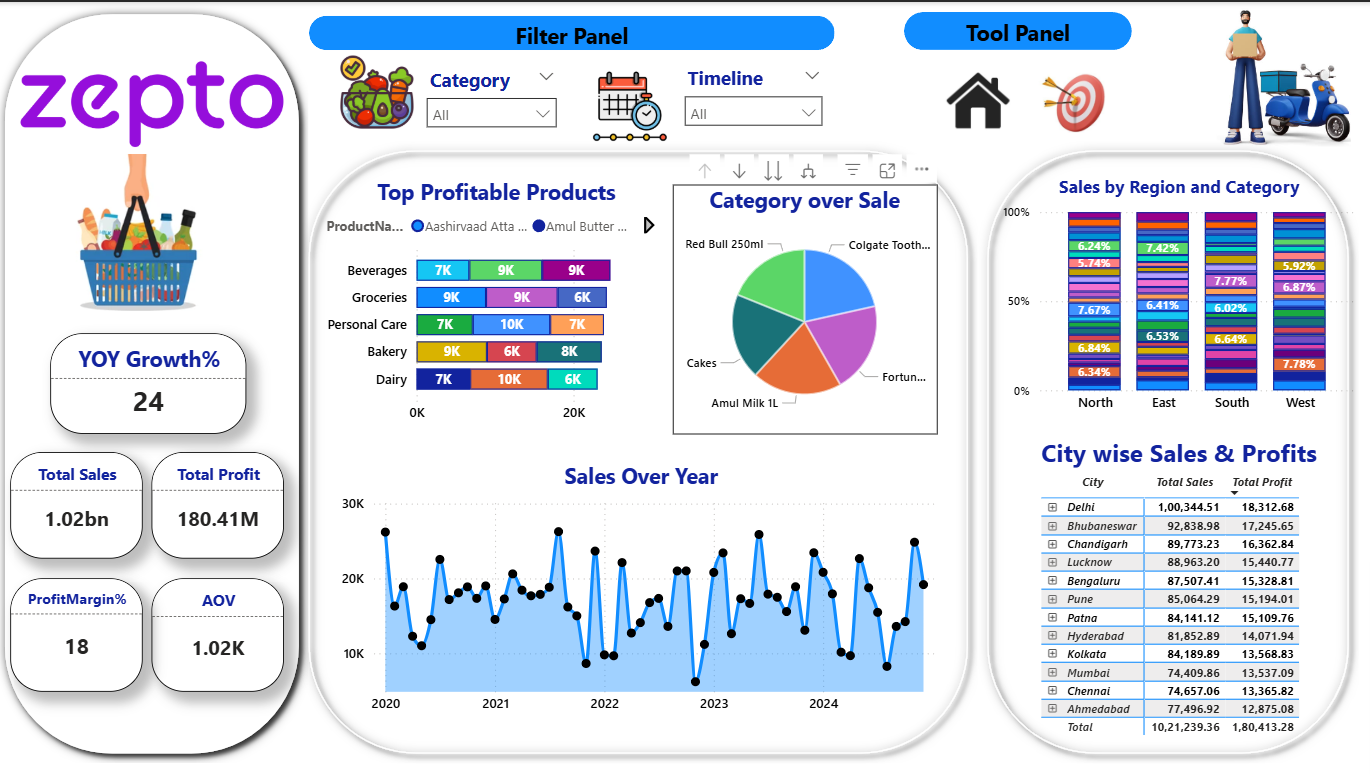 zepto
YOY Growth%
24
Total Sales
1.02bn
Total Profit
180.41M
ProfitMargin%
18
AOV
1.02K
Filter Panel
Category
All
Timeline
All
Tool Panel
Top Profitable Products
ProductNa... Aashirvaad Atta ... Amul Butter ...
Beverages 7K 9K 9K
Groceries 9K 9K 6K
Personal Care 7K 10K 7K
Bakery 9K 6K 8K
Dairy 7K 10K 6K
0K 20K
Category over Sale
Red Bull 250ml
Colgate Tooth...
Cakes
Fortun...
Amul Milk 1L
Sales Over Year
30K
20K
10K
2020 2021 2022 2023 2024
Sales by Region and Category
100%
50%
0%
6.24% 7.42%
5.74% 5.92%
7.77% 6.87%
7.67% 6.41% 6.02%
6.53%
6.84% 6.64%
6.34% 7.78%
North East South West
City wise Sales & Profits
City Total Sales Total Profit
Delhi 1,00,344.51 18,312.68
Bhubaneswar 92,838.98 17,245.65
Chandigarh 89,773.23 16,362.84
Lucknow 88,963.20 15,440.77
Bengaluru 87,507.41 15,328.81
Pune 85,064.29 15,194.01
Patna 84,141.12 15,109.76
Hyderabad 81,852.89 14,071.94
Kolkata 84,189.89 13,568.83
Mumbai 74,409.86 13,537.09
Chennai 74,657.06 13,365.82
Ahmedabad 77,496.92 12,875.08
Total 10,21,239.36 1,80,413.28